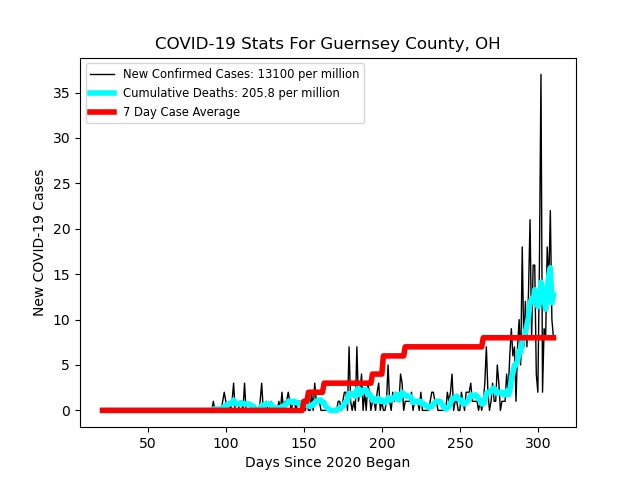 COVID-19 Stats For Guernsey County, OH
New Confirmed Cases: 13100 per million
Cumulative Deaths: 205.8 per million
7 Day Case Average
New COVID-19 Cases
35
30
25
20
15
10
5
0
50 100 150 200 250 300
Days Since 2020 Began